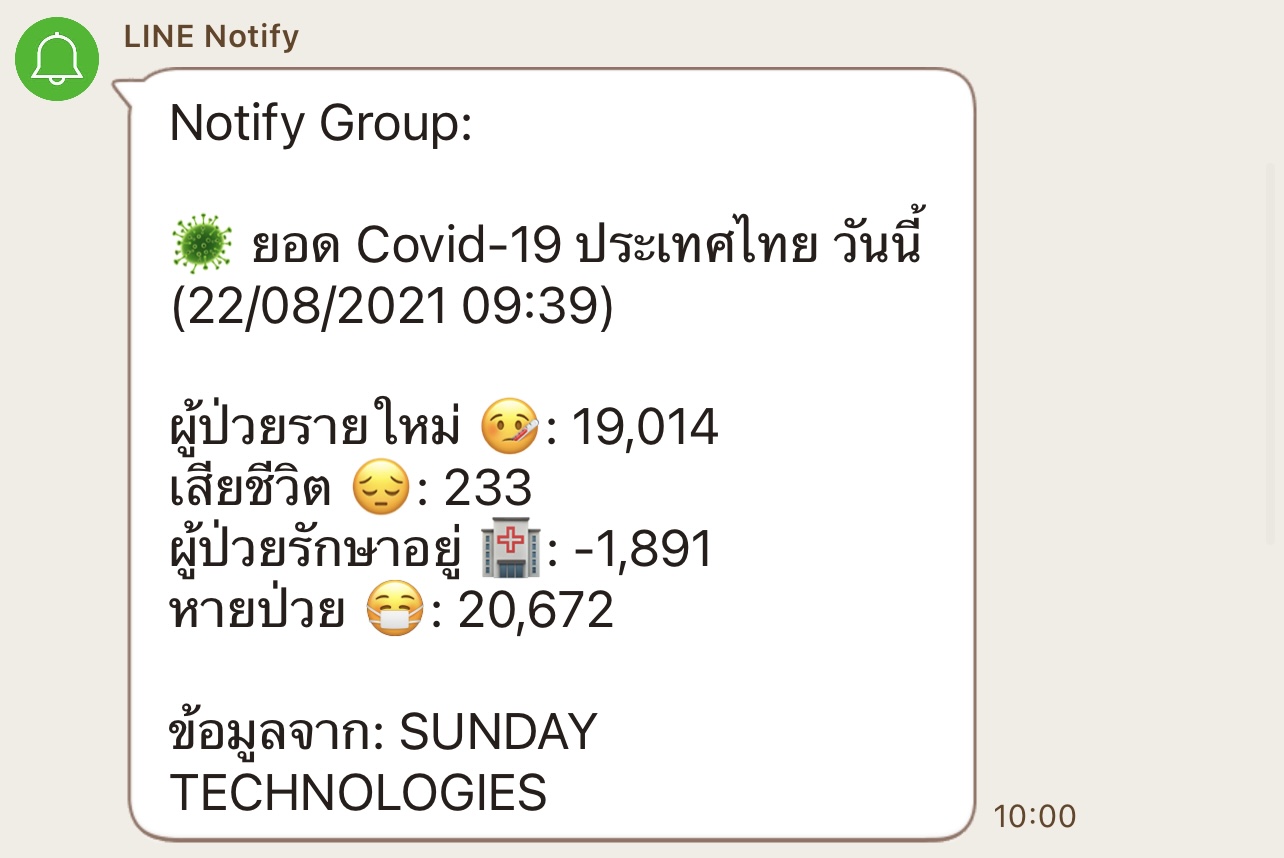 LINE Notify
Notify Group:
🦠 ยอด Covid-19 ประเทศไทย วันนี้
(22/08/2021 09:39)
ผู้ป่วยรายใหม่ 🤒: 19,014
เสียชีวิต 😔: 233
ผู้ป่วยรักษาอยู่ 🏥: -1,891
หายป่วย 😷: 20,672
ข้อมูลจาก: SUNDAY
TECHNOLOGIES
10:00